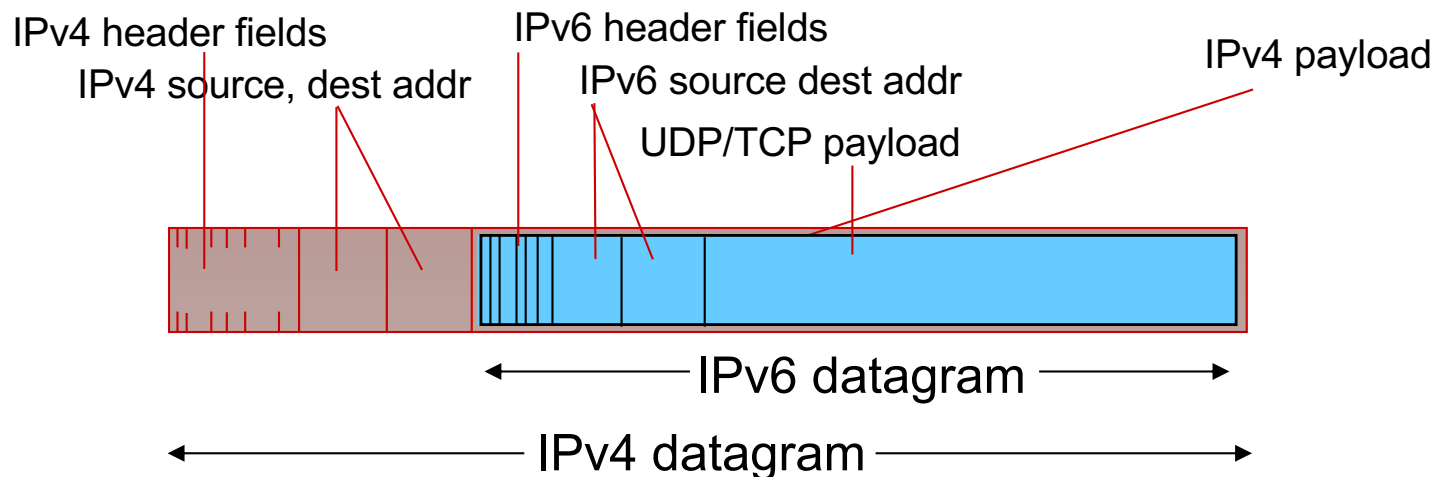 IPv4 header fields
IPv6 header fields
IPv4 payload
IPv4 source, dest addr
IPv6 source dest addr
UDP/TCP payload
IPv6 datagram
IPv4 datagram